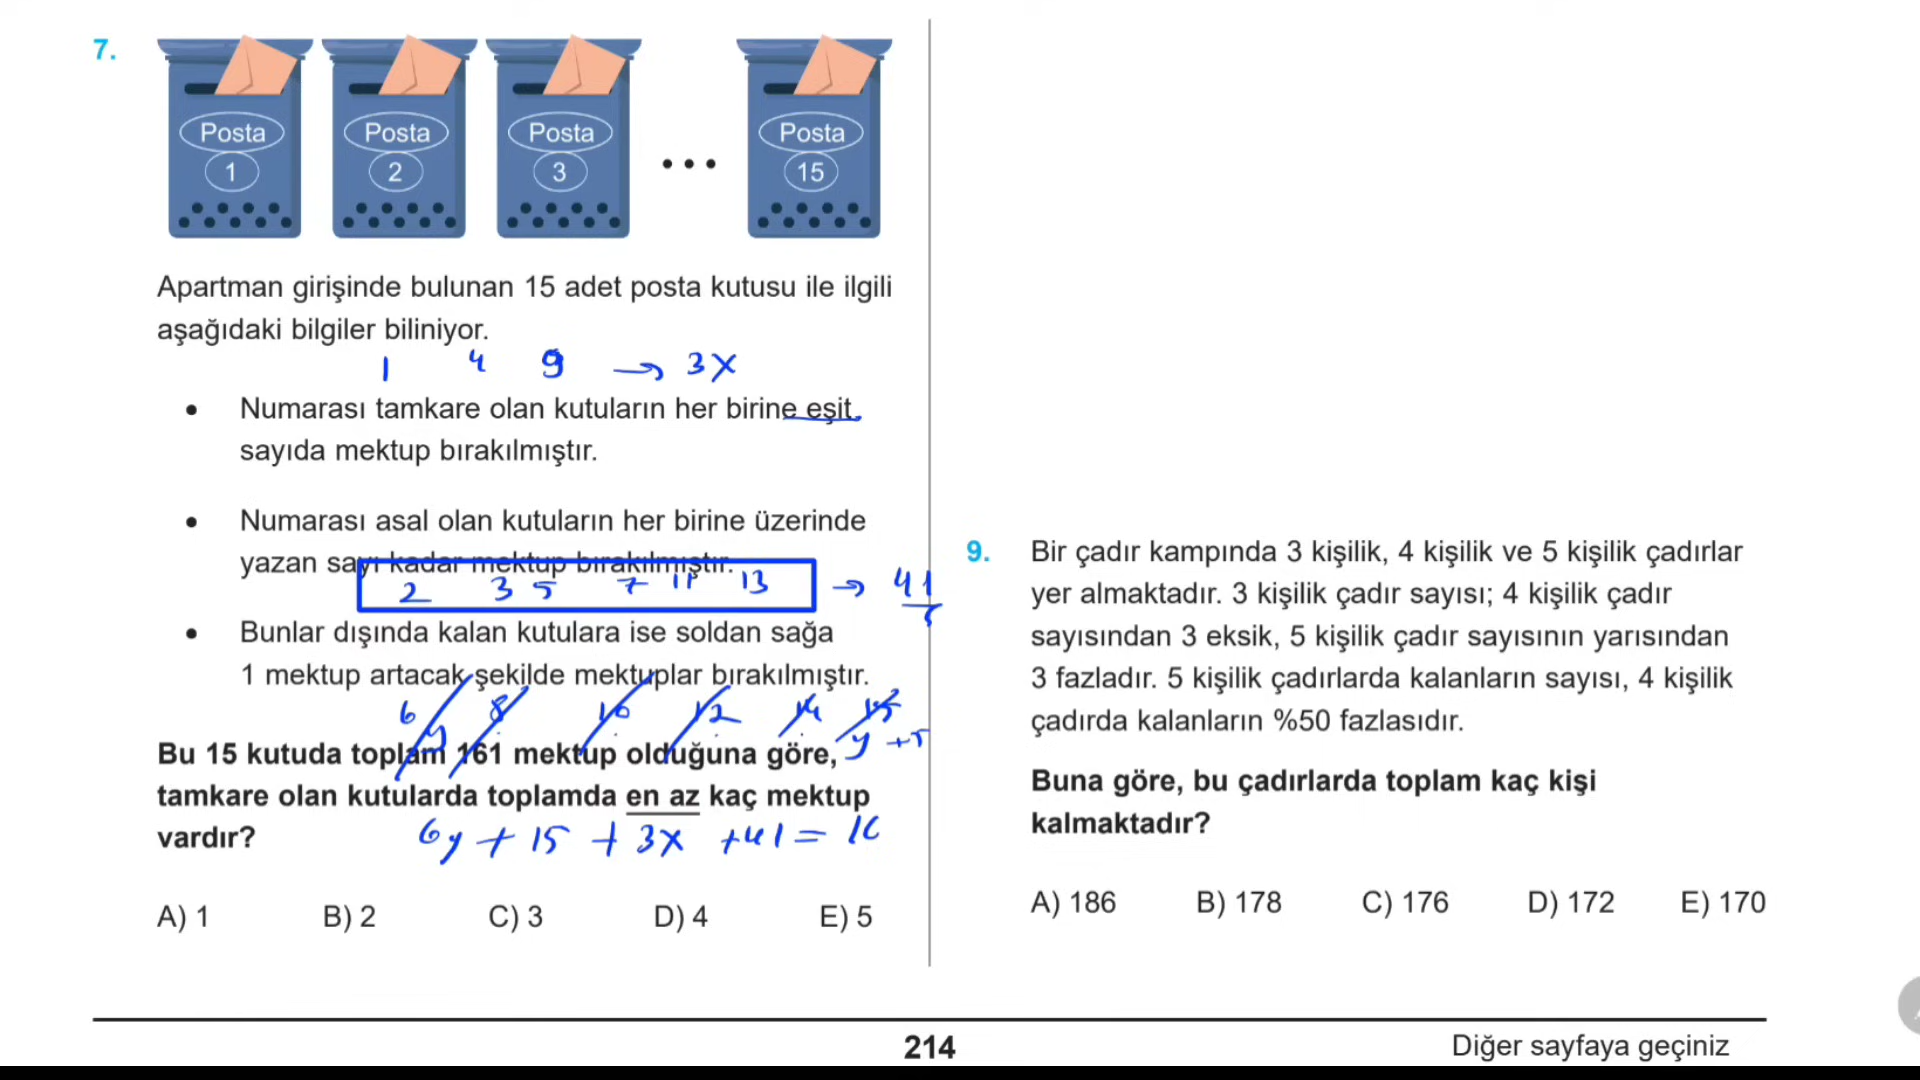 7.
Posta
1
Posta
2
Posta
3
...
Posta
15
Apartman girişinde bulunan 15 adet posta kutusu ile ilgili
aşağıdaki bilgiler biliniyor.
1 4 9 → 3x
• Numarası tamkare olan kutuların her birine eşit
sayıda mektup bırakılmıştır.
• Numarası asal olan kutuların her birine üzerinde
yazan sayı kadar mektup bırakılmıştır.
2 3 5 7 11 13 → 41
• Bunlar dışında kalan kutulara ise soldan sağa
1 mektup artacak şekilde mektuplar bırakılmıştır.
6 8 10 12 14 15
y y+5
Bu 15 kutuda toplam 161 mektup olduğuna göre,
tamkare olan kutularda toplamda en az kaç mektup
vardır?
6y + 15 + 3x + 41 = 16
A) 1 B) 2 C) 3 D) 4 E) 5
9.
Bir çadır kampında 3 kişilik, 4 kişilik ve 5 kişilik çadırlar
yer almaktadır. 3 kişilik çadır sayısı; 4 kişilik çadır
sayısından 3 eksik, 5 kişilik çadır sayısının yarısından
3 fazladır. 5 kişilik çadırlarda kalanların sayısı, 4 kişilik
çadırda kalanların %50 fazlasıdır.
Buna göre, bu çadırlarda toplam kaç kişi
kalmaktadır?
A) 186 B) 178 C) 176 D) 172 E) 170
214
Diğer sayfaya geçiniz